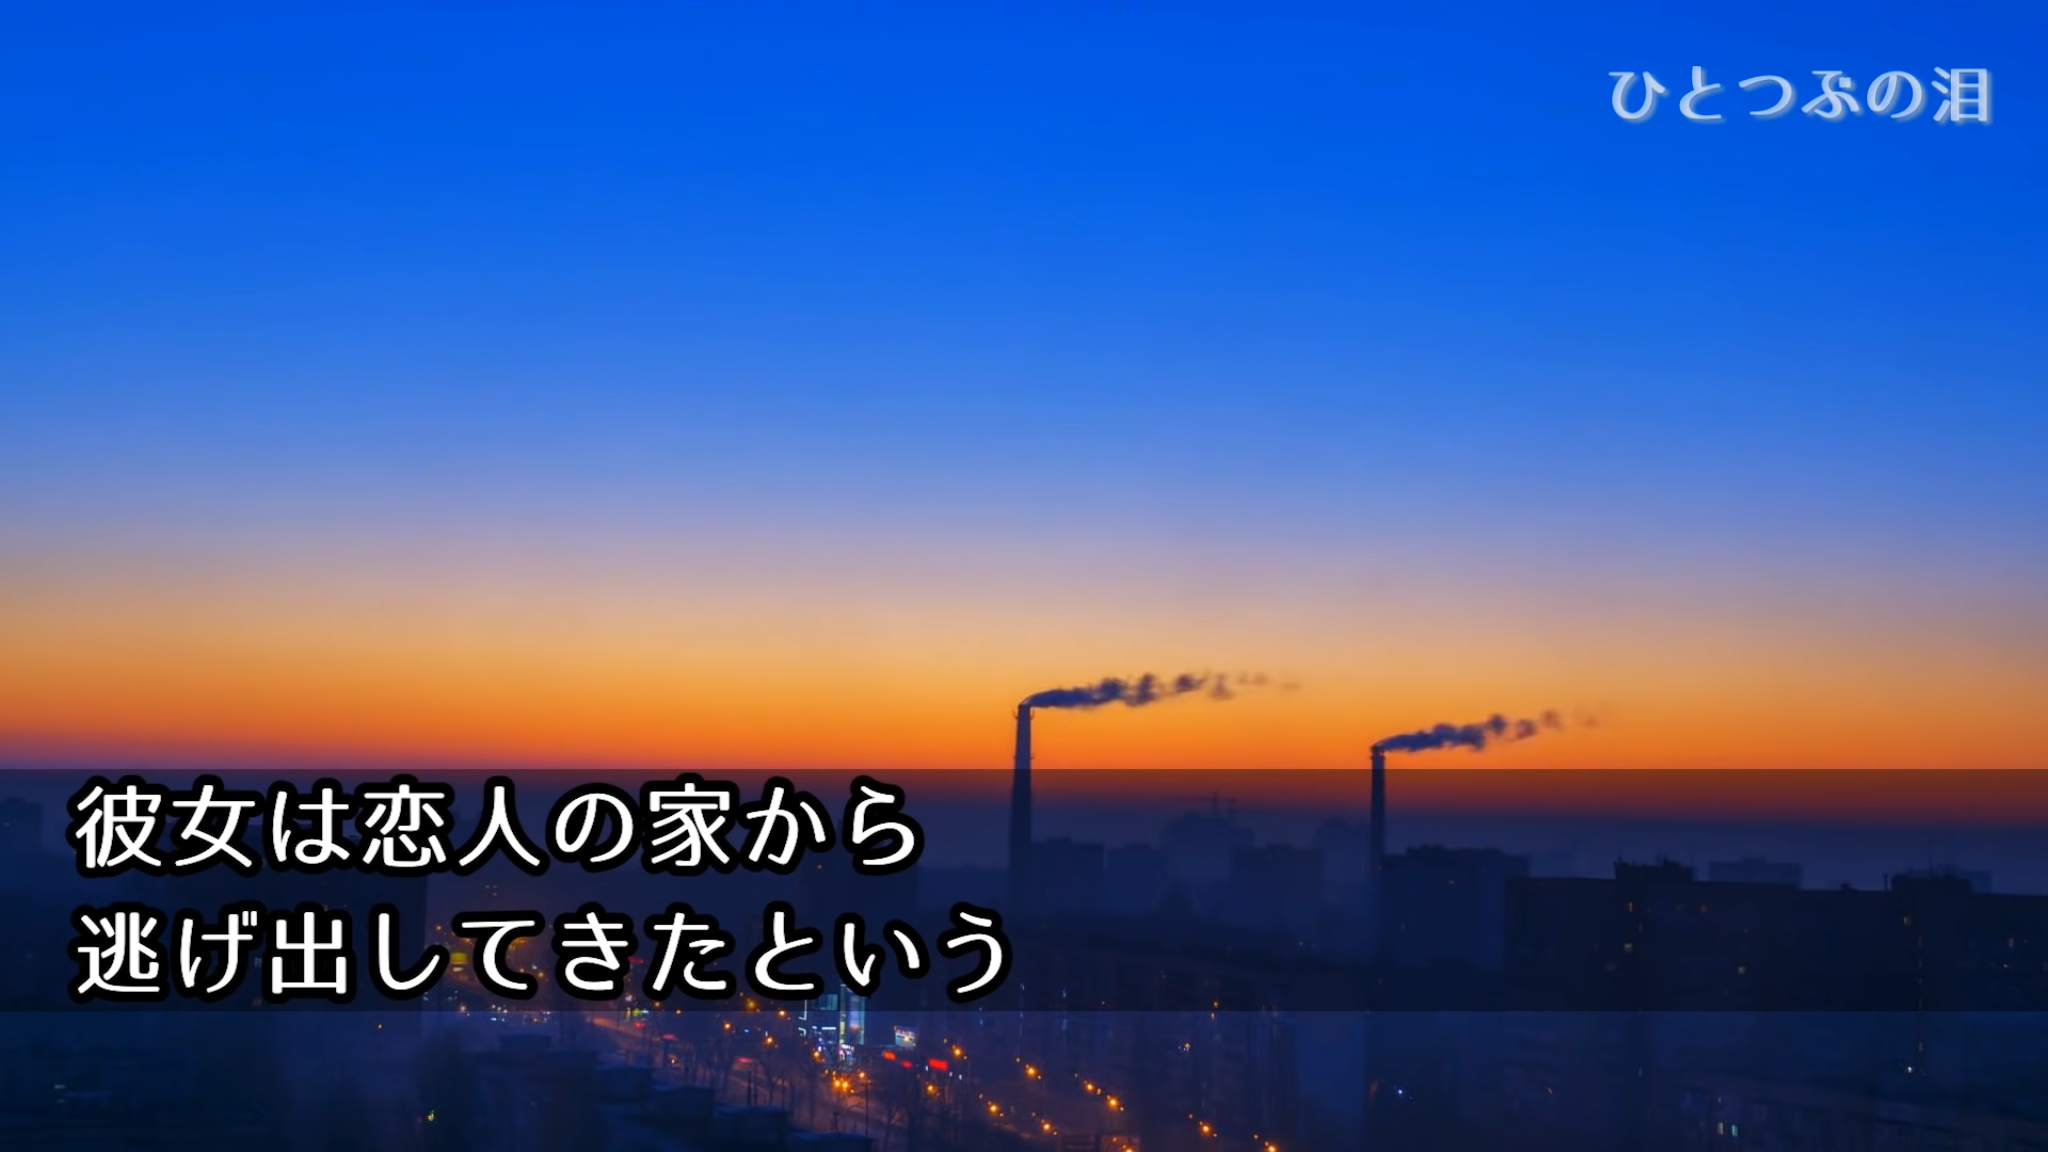 ひとつぶの泪
彼女は恋人の家から
逃げ出してきたという